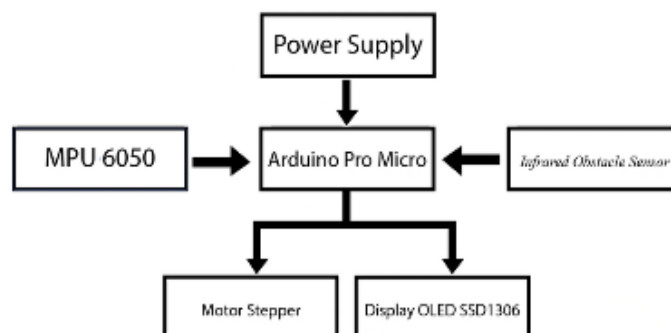 Power Supply
MPU 6050
Arduino Pro Micro
Infrared Obstacle Sensor
Motor Stepper
Display OLED SSD1306